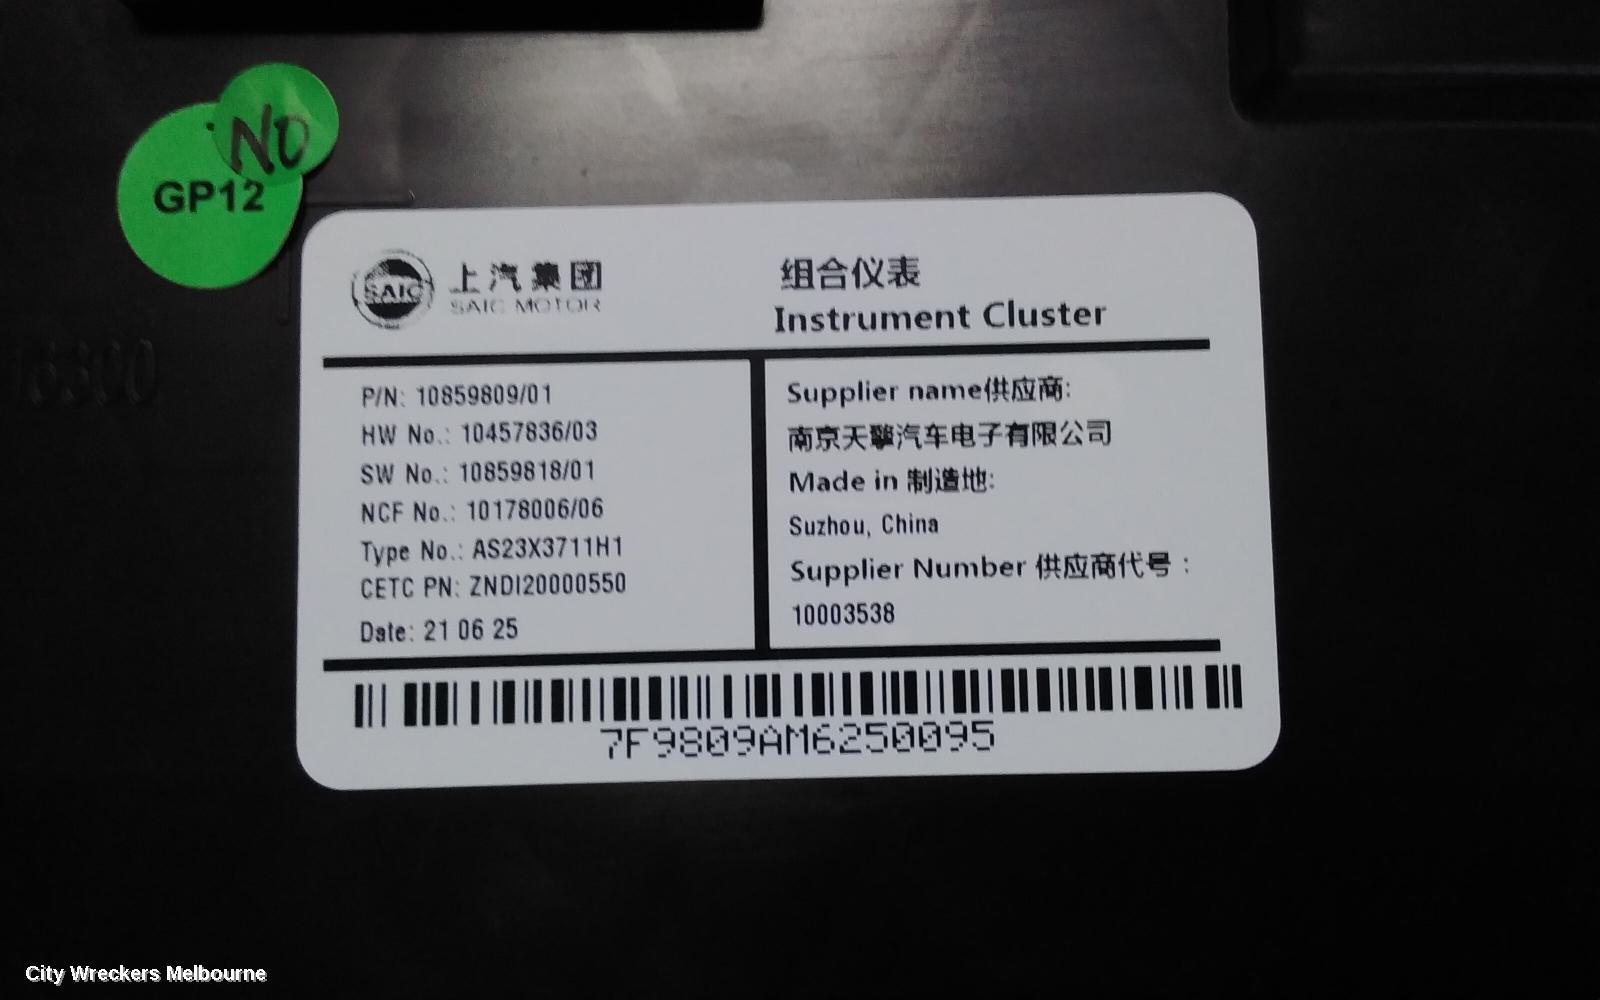 NO
GP12
SAIC
上汽集团
SAIC MOTOR
组合仪表
Instrument Cluster
P/N: 10859809/01
HW No.: 10457836/03
SW No.: 10859818/01
NCF No.: 10178006/06
Type No.: AS23X3711H1
CETC PN: ZNDI20000550
Date: 21 06 25
Supplier name供应商:
南京天擎汽车电子有限公司
Made in 制造地:
Suzhou, China
Supplier Number 供应商代号：
10003538
7F9809AM6250095
City Wreckers Melbourne